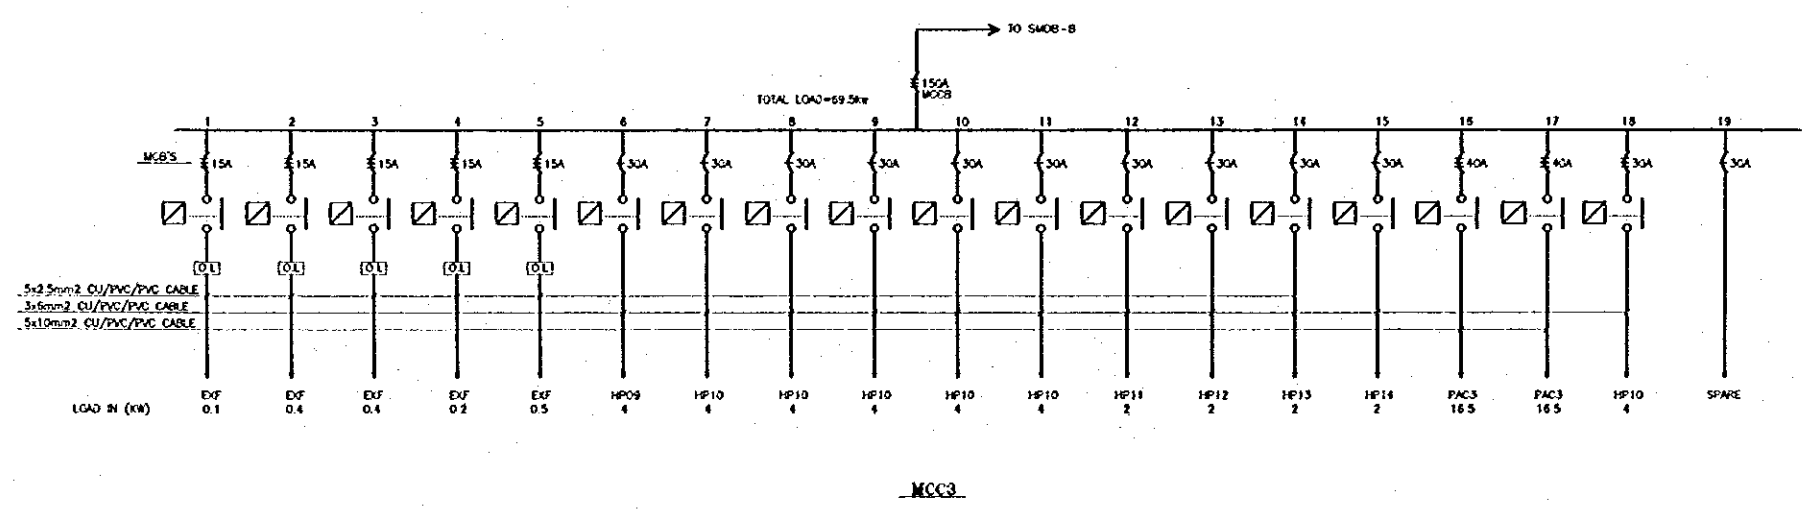 TO SMDB-B
150A
MCCB
TOTAL LOAD=69.5KW
1 2 3 4 5 6 7 8 9 10 11 12 13 14 15 16 17 18 19
MCB'S 15A 15A 15A 15A 15A 30A 30A 30A 30A 30A 30A 30A 30A 30A 30A 40A 40A 30A 30A
O.L O.L O.L O.L O.L
5x2.5mm2 CU/PVC/PVC CABLE
3x6mm2 CU/PVC/PVC CABLE
5x10mm2 CU/PVC/PVC CABLE
EXF EXF EXF EXF EXF HP09 HP10 HP10 HP10 HP10 HP10 HP11 HP12 HP13 HP14 PAC3 PAC3 HP10 SPARE
LOAD IN (KW) 0.1 0.4 0.4 0.2 0.5 4 4 4 4 4 4 2 2 2 2 16.5 16.5 4
MCC3